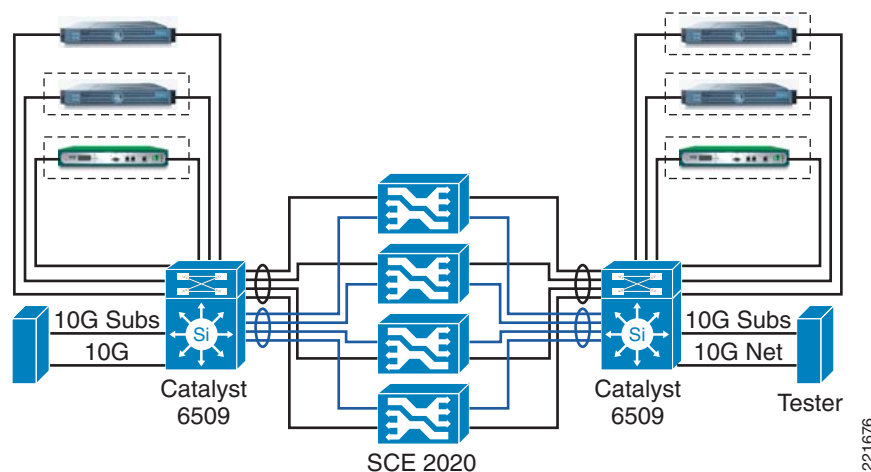 10G Subs
10G
Si
Catalyst
6509
SCE 2020
Si
Catalyst
6509
10G Subs
10G Net
Tester
221676